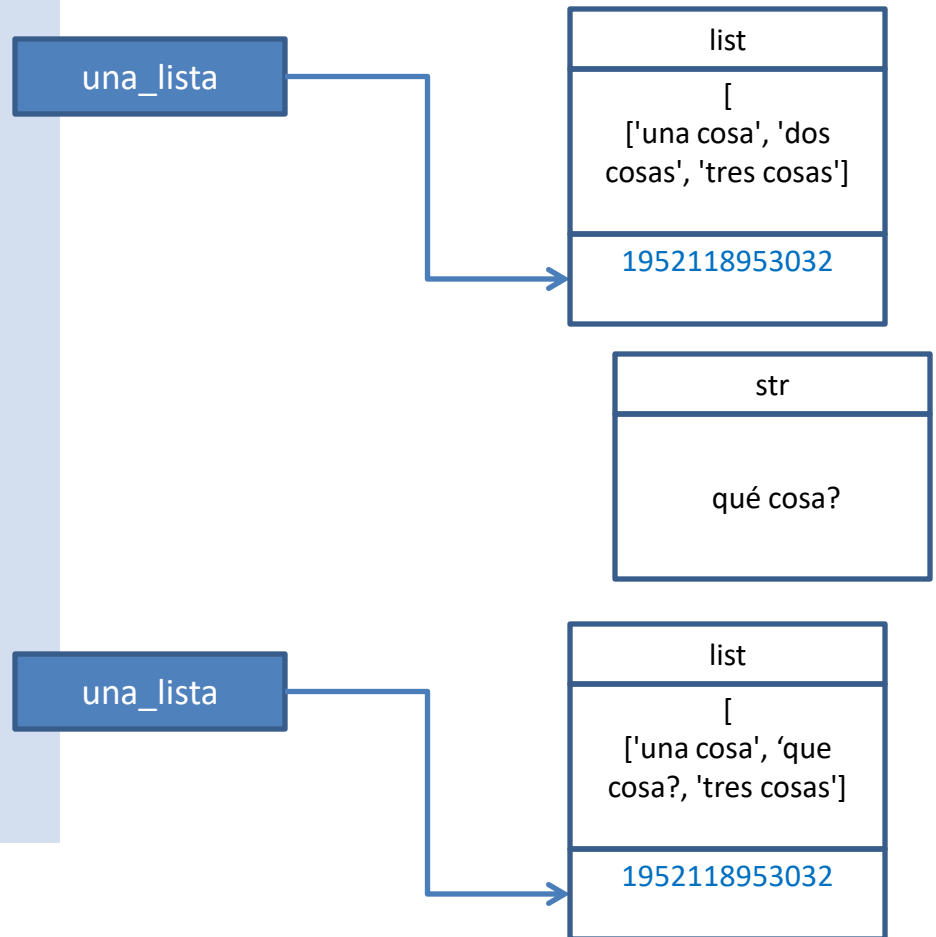 una_lista
list
[
['una cosa', 'dos
cosas', 'tres cosas']
1952118953032
str
qué cosa?
una_lista
list
[
['una cosa', ‘que
cosa?, 'tres cosas']
1952118953032